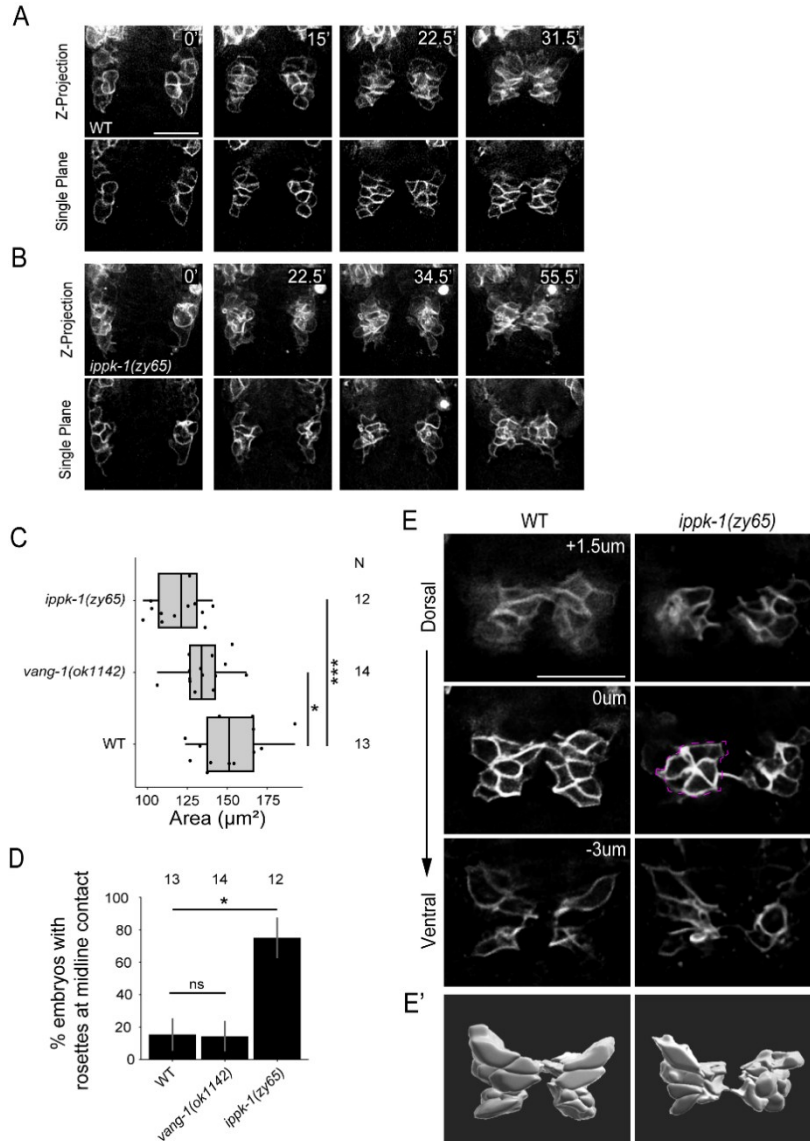 A
Z-Projection
0'
15'
22.5'
31.5'
WT
Single Plane
B
Z-Projection
0'
22.5'
34.5'
55.5'
ippk-1(zy65)
Single Plane
C
N
ippk-1(zy65)
12
vang-1(ok1142)
14
***
*
WT
13
100 125 150 175
Area (µm²)
D
13 14 12
% embryos with
rosettes at midline contact
100
80
60
40
20
0
*
ns
WT
vang-1(ok1142)
ippk-1(zy65)
E
WT
ippk-1(zy65)
Dorsal
+1.5um
0um
-3um
Ventral
E'